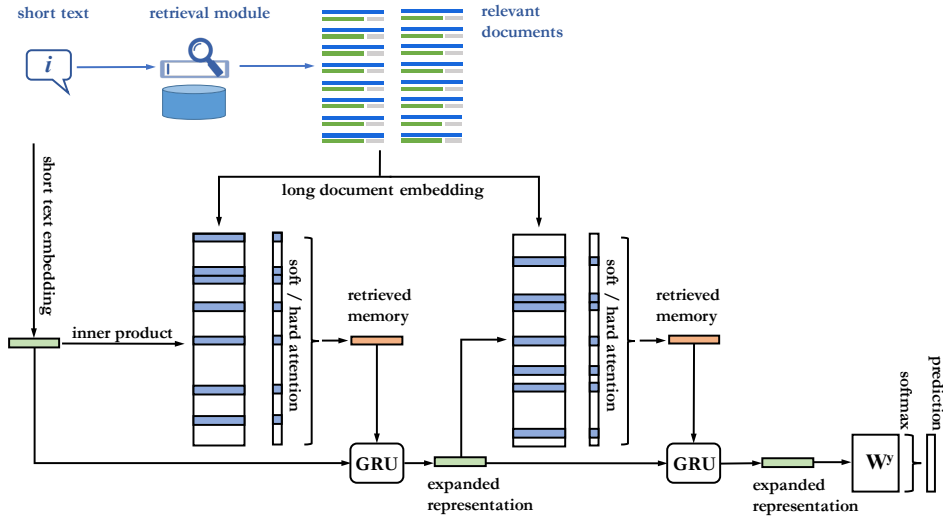 short text
retrieval module
relevant
documents
i
short text embedding
long document embedding
inner product
soft / hard attention
retrieved
memory
soft / hard attention
retrieved
memory
GRU
expanded
representation
GRU
expanded
representation
Wʸ
softmax
prediction